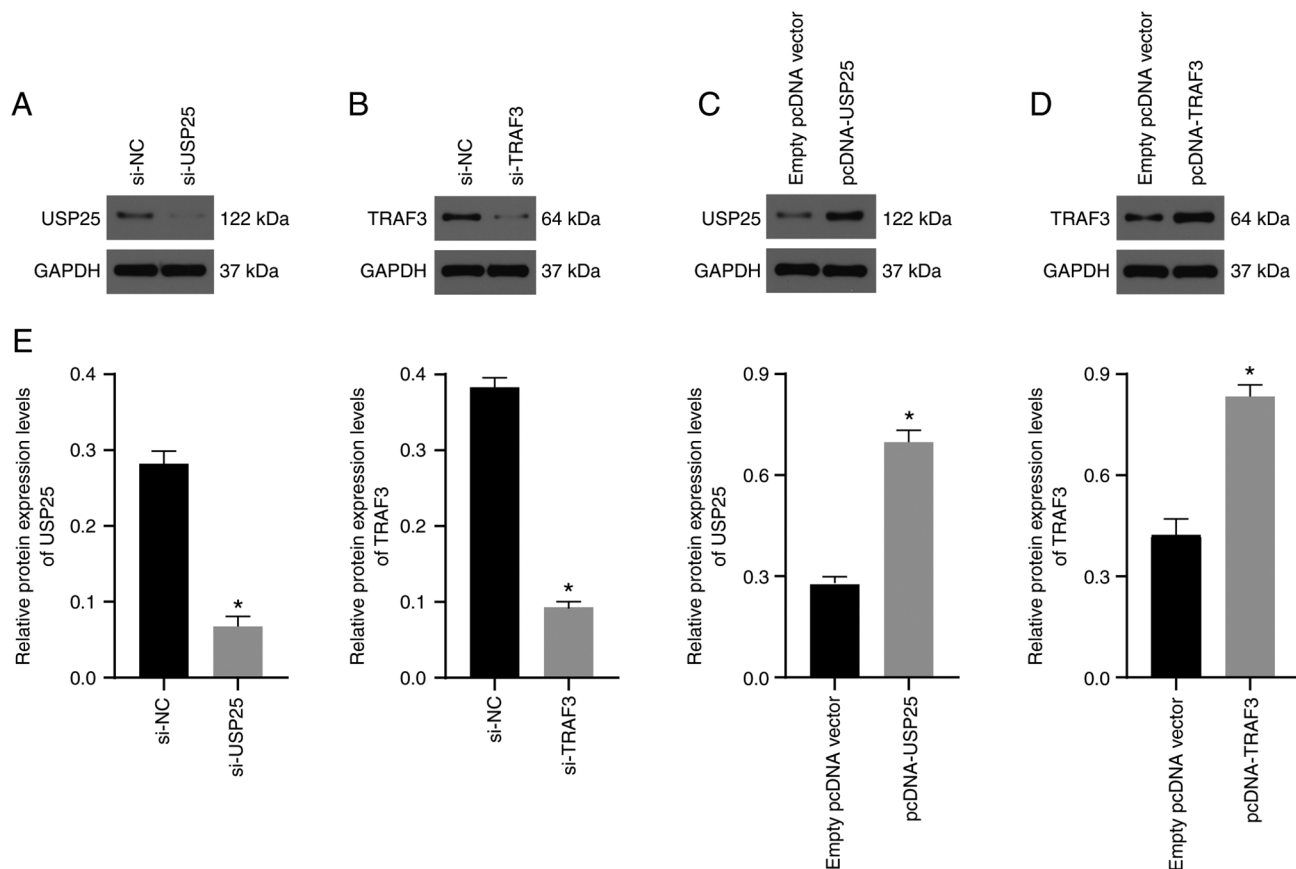 A
si-NC
si-USP25
USP25
122 kDa
GAPDH
37 kDa
B
si-NC
si-TRAF3
TRAF3
64 kDa
GAPDH
37 kDa
C
Empty pcDNA vector
pcDNA-USP25
USP25
122 kDa
GAPDH
37 kDa
D
Empty pcDNA vector
pcDNA-TRAF3
TRAF3
64 kDa
GAPDH
37 kDa
E
Relative protein expression levels
of USP25
0.4
0.3
0.2
0.1
0.0
*
si-NC
si-USP25
Relative protein expression levels
of TRAF3
0.4
0.3
0.2
0.1
0.0
*
si-NC
si-TRAF3
Relative protein expression levels
of USP25
0.9
0.6
0.3
0.0
*
Empty pcDNA vector
pcDNA-USP25
Relative protein expression levels
of TRAF3
0.9
0.6
0.3
0.0
*
Empty pcDNA vector
pcDNA-TRAF3